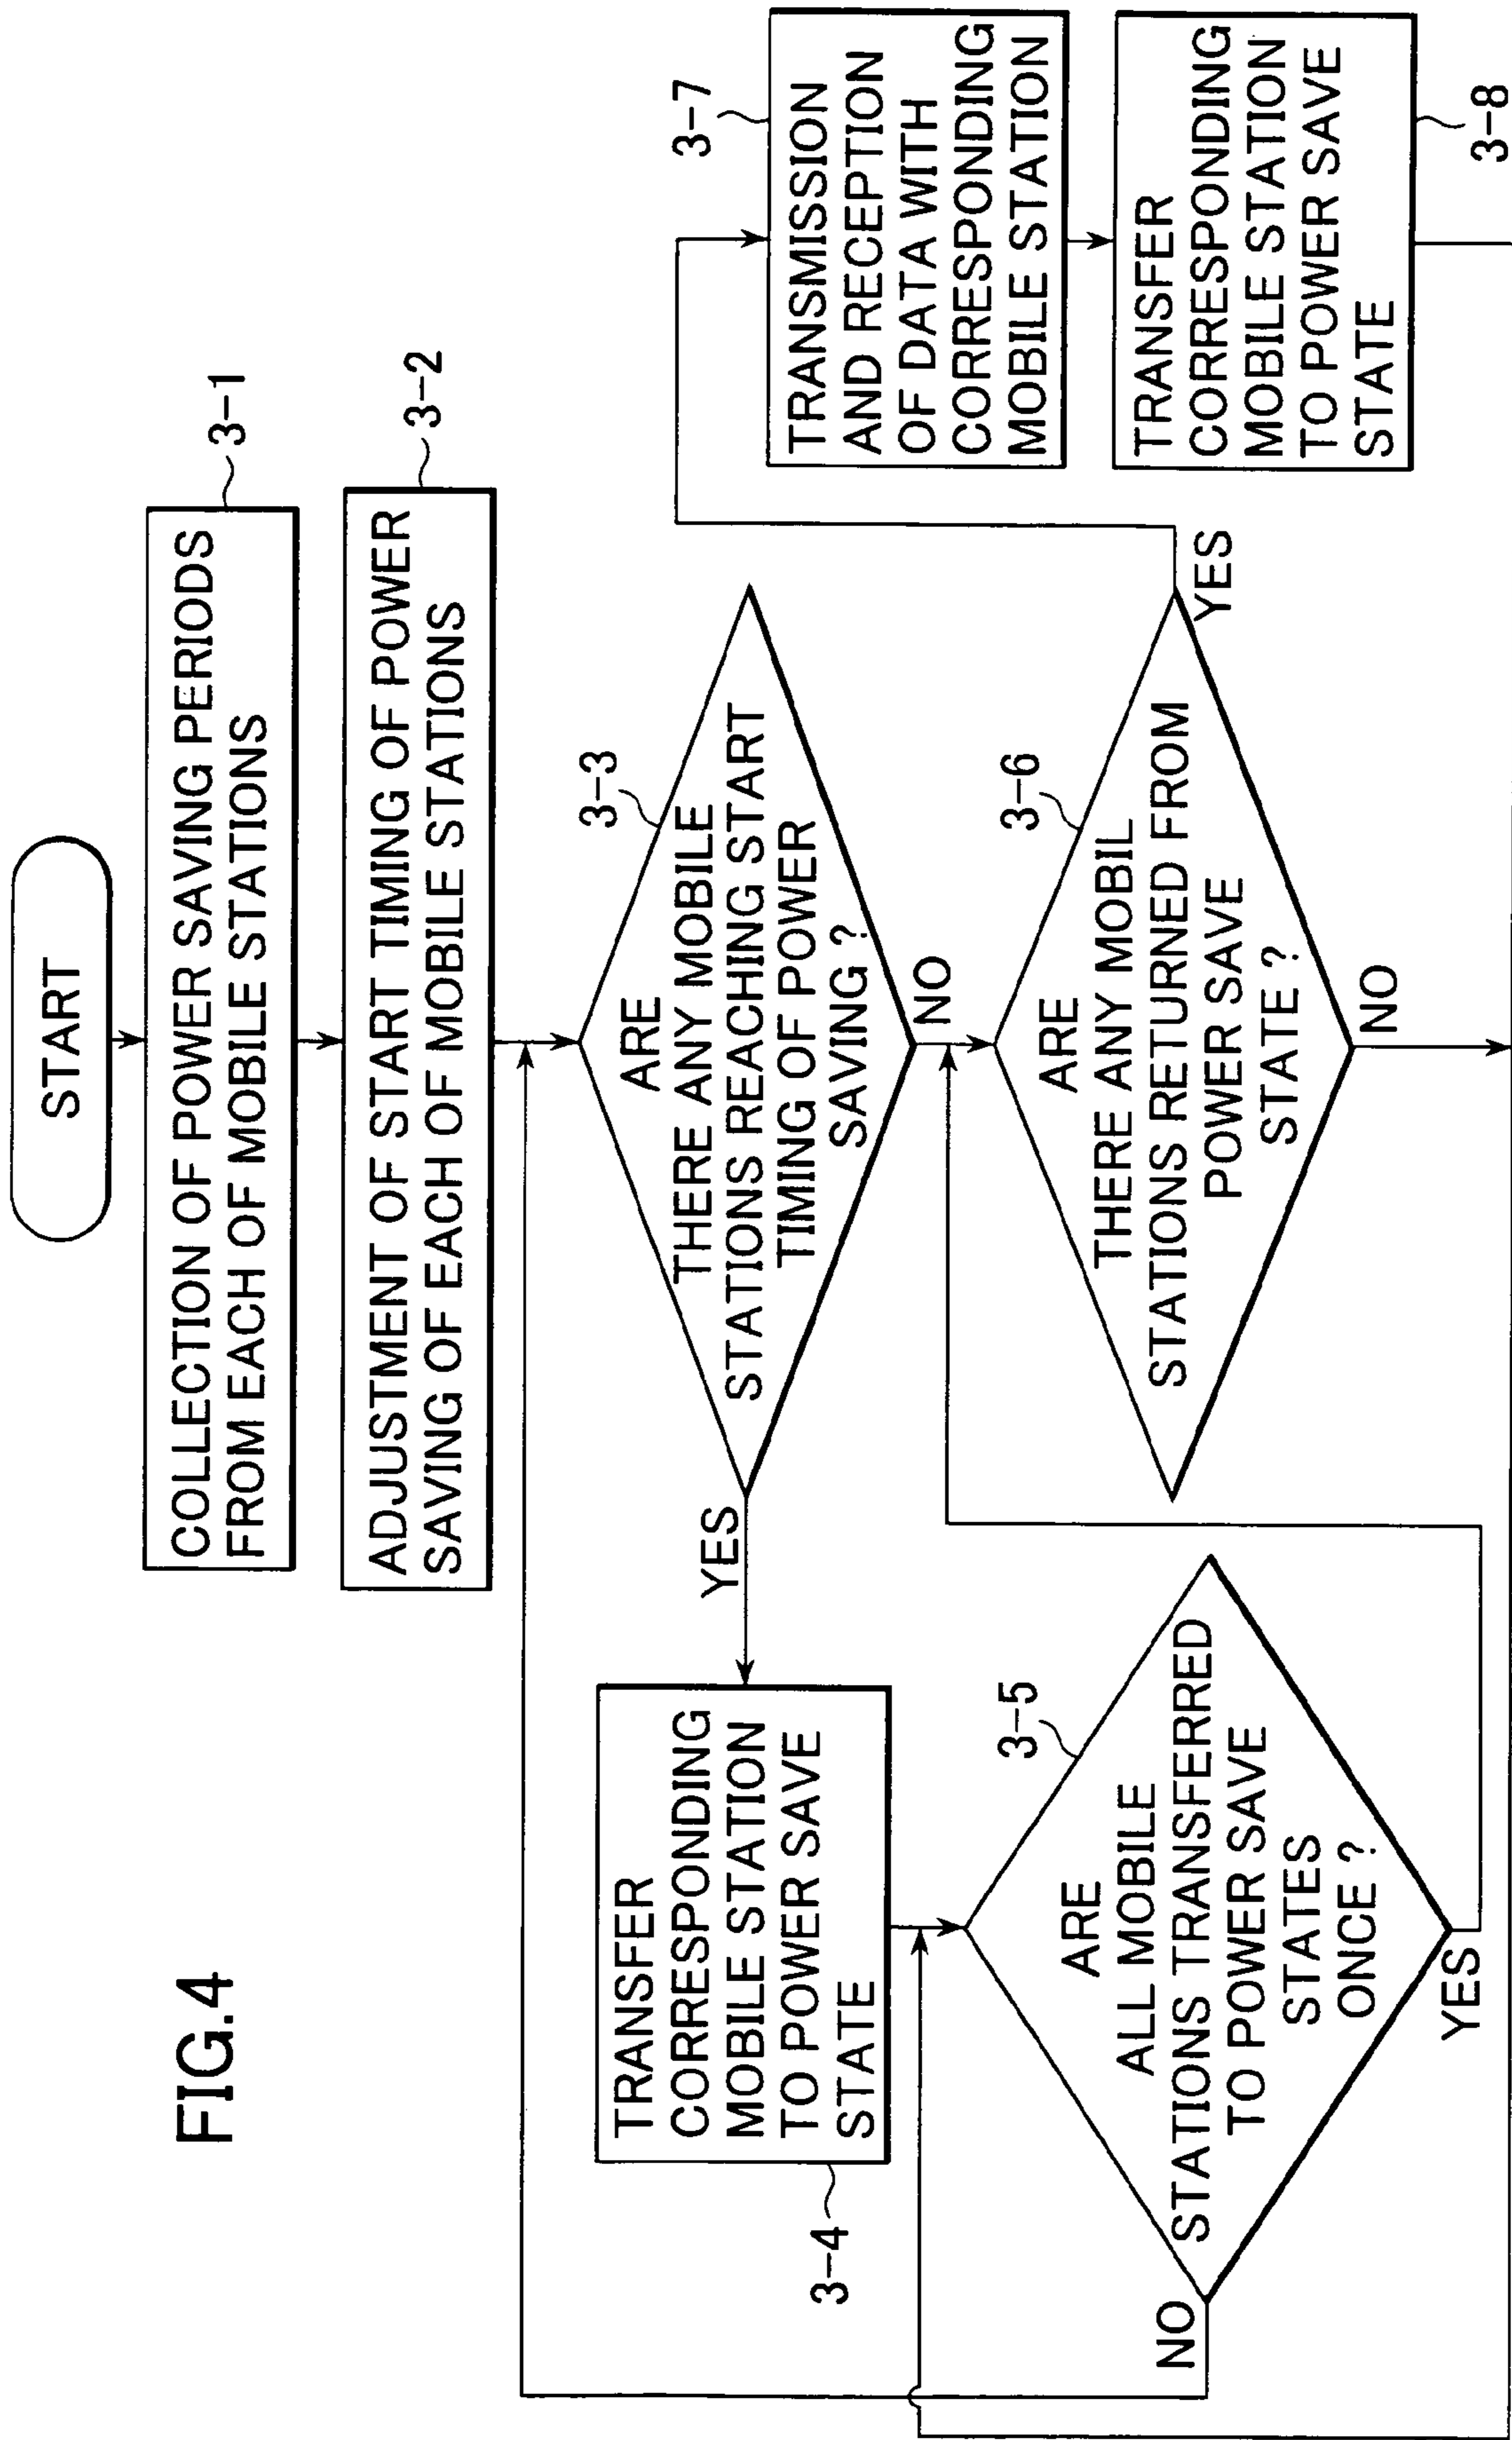 FIG.4
START
COLLECTION OF POWER SAVING PERIODS
FROM EACH OF MOBILE STATIONS
3-1
ADJUSTMENT OF START TIMING OF POWER
SAVING OF EACH OF MOBILE STATIONS
3-2
ARE
THERE ANY MOBILE
STATIONS REACHING START
TIMING OF POWER
SAVING ?
3-3
YES
NO
TRANSFER
CORRESPONDING
MOBILE STATION
TO POWER SAVE
STATE
3-4
ARE
ALL MOBILE
STATIONS TRANSFERRED
TO POWER SAVE
STATES
ONCE ?
3-5
NO
YES
ARE
THERE ANY MOBIL
STATIONS RETURNED FROM
POWER SAVE
STATE ?
3-6
YES
NO
TRANSMISSION
AND RECEPTION
OF DATA WITH
CORRESPONDING
MOBILE STATION
3-7
TRANSFER
CORRESPONDING
MOBILE STATION
TO POWER SAVE
STATE
3-8